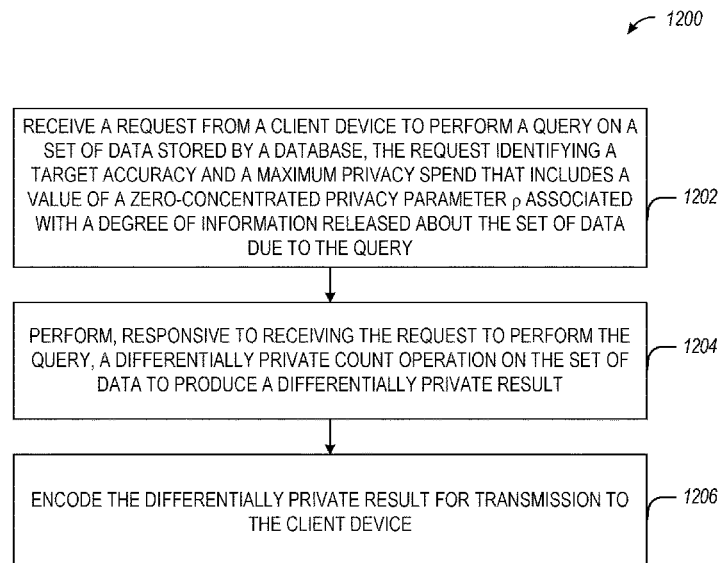 1200
RECEIVE A REQUEST FROM A CLIENT DEVICE TO PERFORM A QUERY ON A
SET OF DATA STORED BY A DATABASE, THE REQUEST IDENTIFYING A
TARGET ACCURACY AND A MAXIMUM PRIVACY SPEND THAT INCLUDES A
VALUE OF A ZERO-CONCENTRATED PRIVACY PARAMETER ρ ASSOCIATED
WITH A DEGREE OF INFORMATION RELEASED ABOUT THE SET OF DATA
DUE TO THE QUERY
1202
PERFORM, RESPONSIVE TO RECEIVING THE REQUEST TO PERFORM THE
QUERY, A DIFFERENTIALLY PRIVATE COUNT OPERATION ON THE SET OF
DATA TO PRODUCE A DIFFERENTIALLY PRIVATE RESULT
1204
ENCODE THE DIFFERENTIALLY PRIVATE RESULT FOR TRANSMISSION TO
THE CLIENT DEVICE
1206